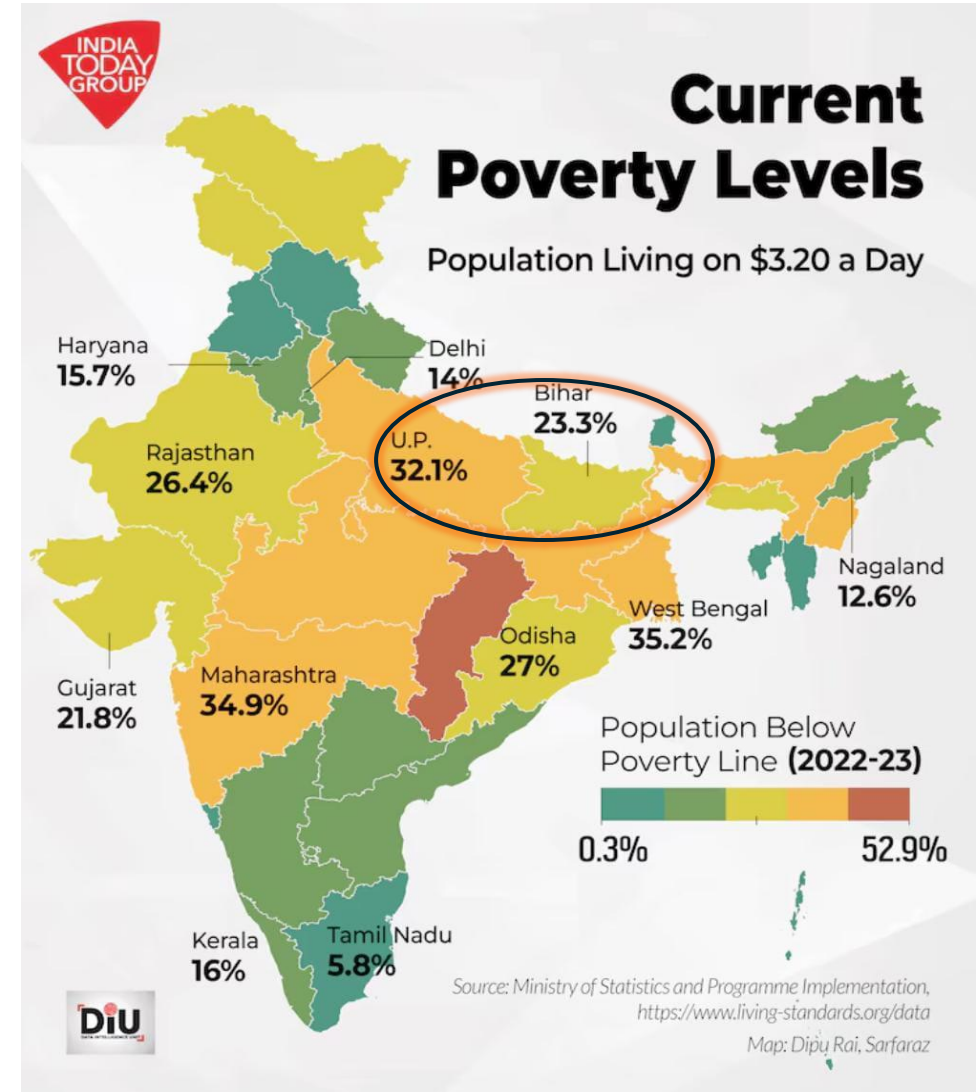 INDIA
TODAY
GROUP
Current
Poverty Levels
Population Living on $3.20 a Day
Haryana
15.7%
Delhi
14%
Bihar
23.3%
U.P.
32.1%
Rajasthan
26.4%
Nagaland
12.6%
West Bengal
35.2%
Odisha
27%
Maharashtra
34.9%
Gujarat
21.8%
Population Below
Poverty Line (2022-23)
0.3%
52.9%
Kerala
16%
Tamil Nadu
5.8%
Source: Ministry of Statistics and Programme Implementation,
https://www.living-standards.org/data
Map: Dipu Rai, Sarfaraz
DiU
DATA INTELLIGENCE UNIT